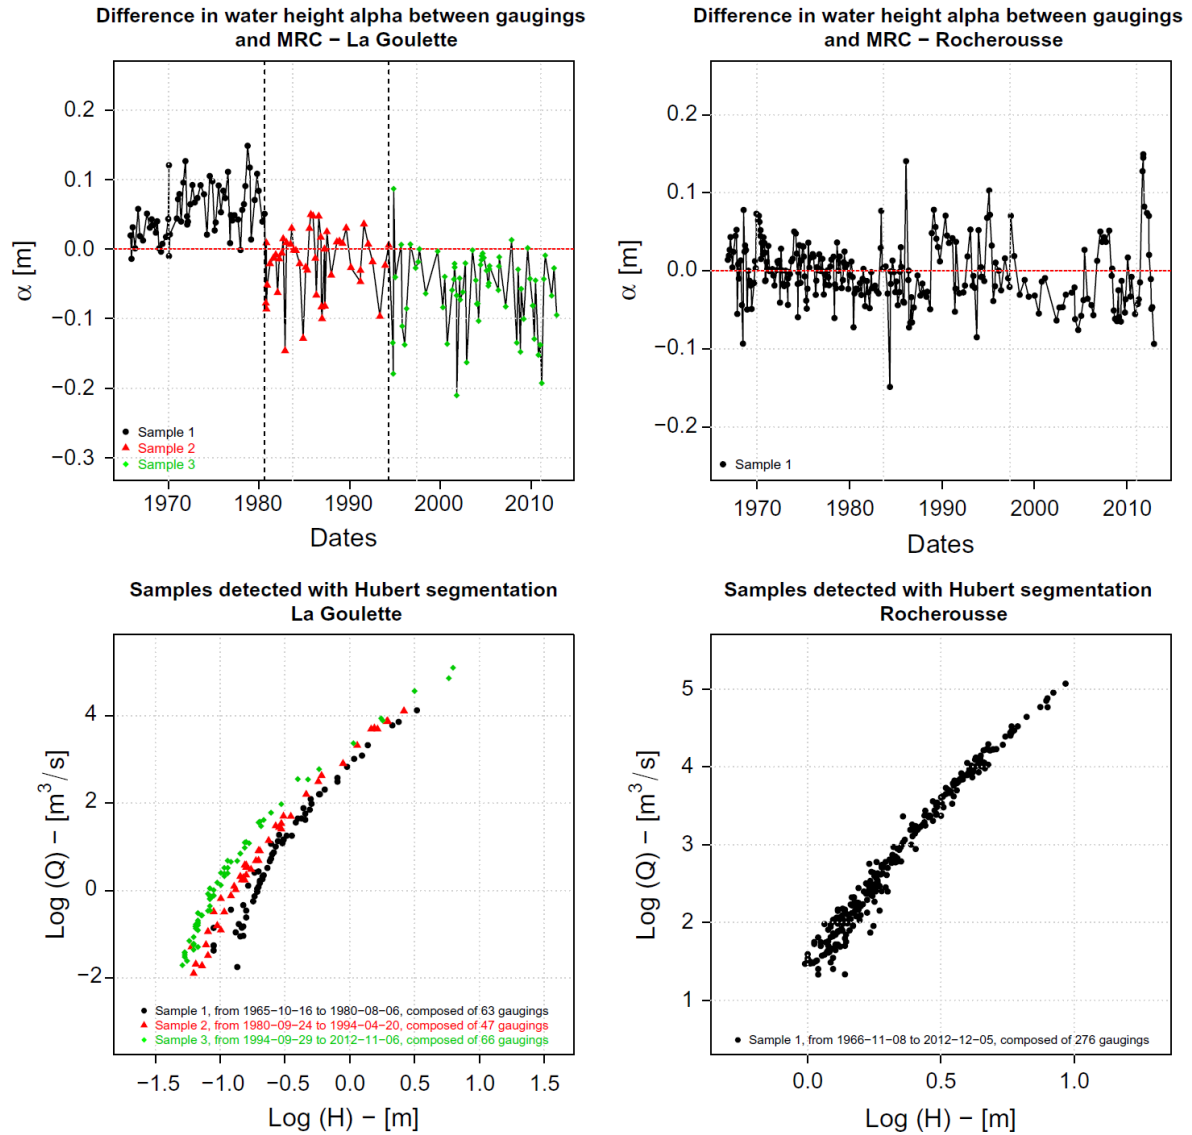 Difference in water height alpha between gaugings
and MRC − La Goulette
0.2
0.1
0.0
−0.1
−0.2
−0.3
α [m]
Sample 1
Sample 2
Sample 3
1970
1980
1990
2000
2010
Dates
Difference in water height alpha between gaugings
and MRC − Rocherousse
0.2
0.1
0.0
−0.1
−0.2
α [m]
Sample 1
1970
1980
1990
2000
2010
Dates
Samples detected with Hubert segmentation
La Goulette
4
2
0
−2
Log (Q) − [m³/s]
Sample 1, from 1965−10−16 to 1980−08−06, composed of 63 gaugings
Sample 2, from 1980−09−24 to 1994−04−20, composed of 47 gaugings
Sample 3, from 1994−09−29 to 2012−11−06, composed of 66 gaugings
−1.5
−1.0
−0.5
0.0
0.5
1.0
1.5
Log (H) − [m]
Samples detected with Hubert segmentation
Rocherousse
5
4
3
2
1
Log (Q) − [m³/s]
Sample 1, from 1966−11−08 to 2012−12−05, composed of 276 gaugings
0.0
0.5
1.0
Log (H) − [m]